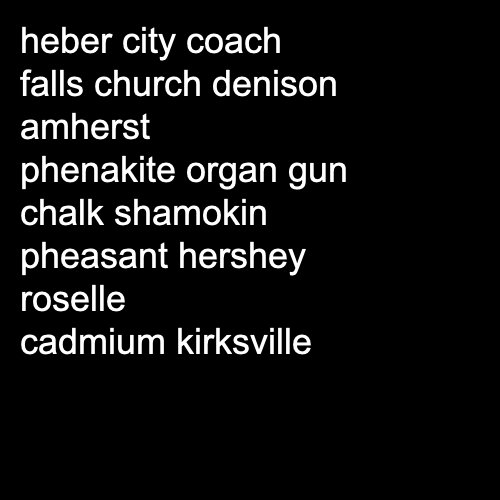 heber city coach
falls church denison
amherst
phenakite organ gun
chalk shamokin
pheasant hershey
roselle
cadmium kirksville